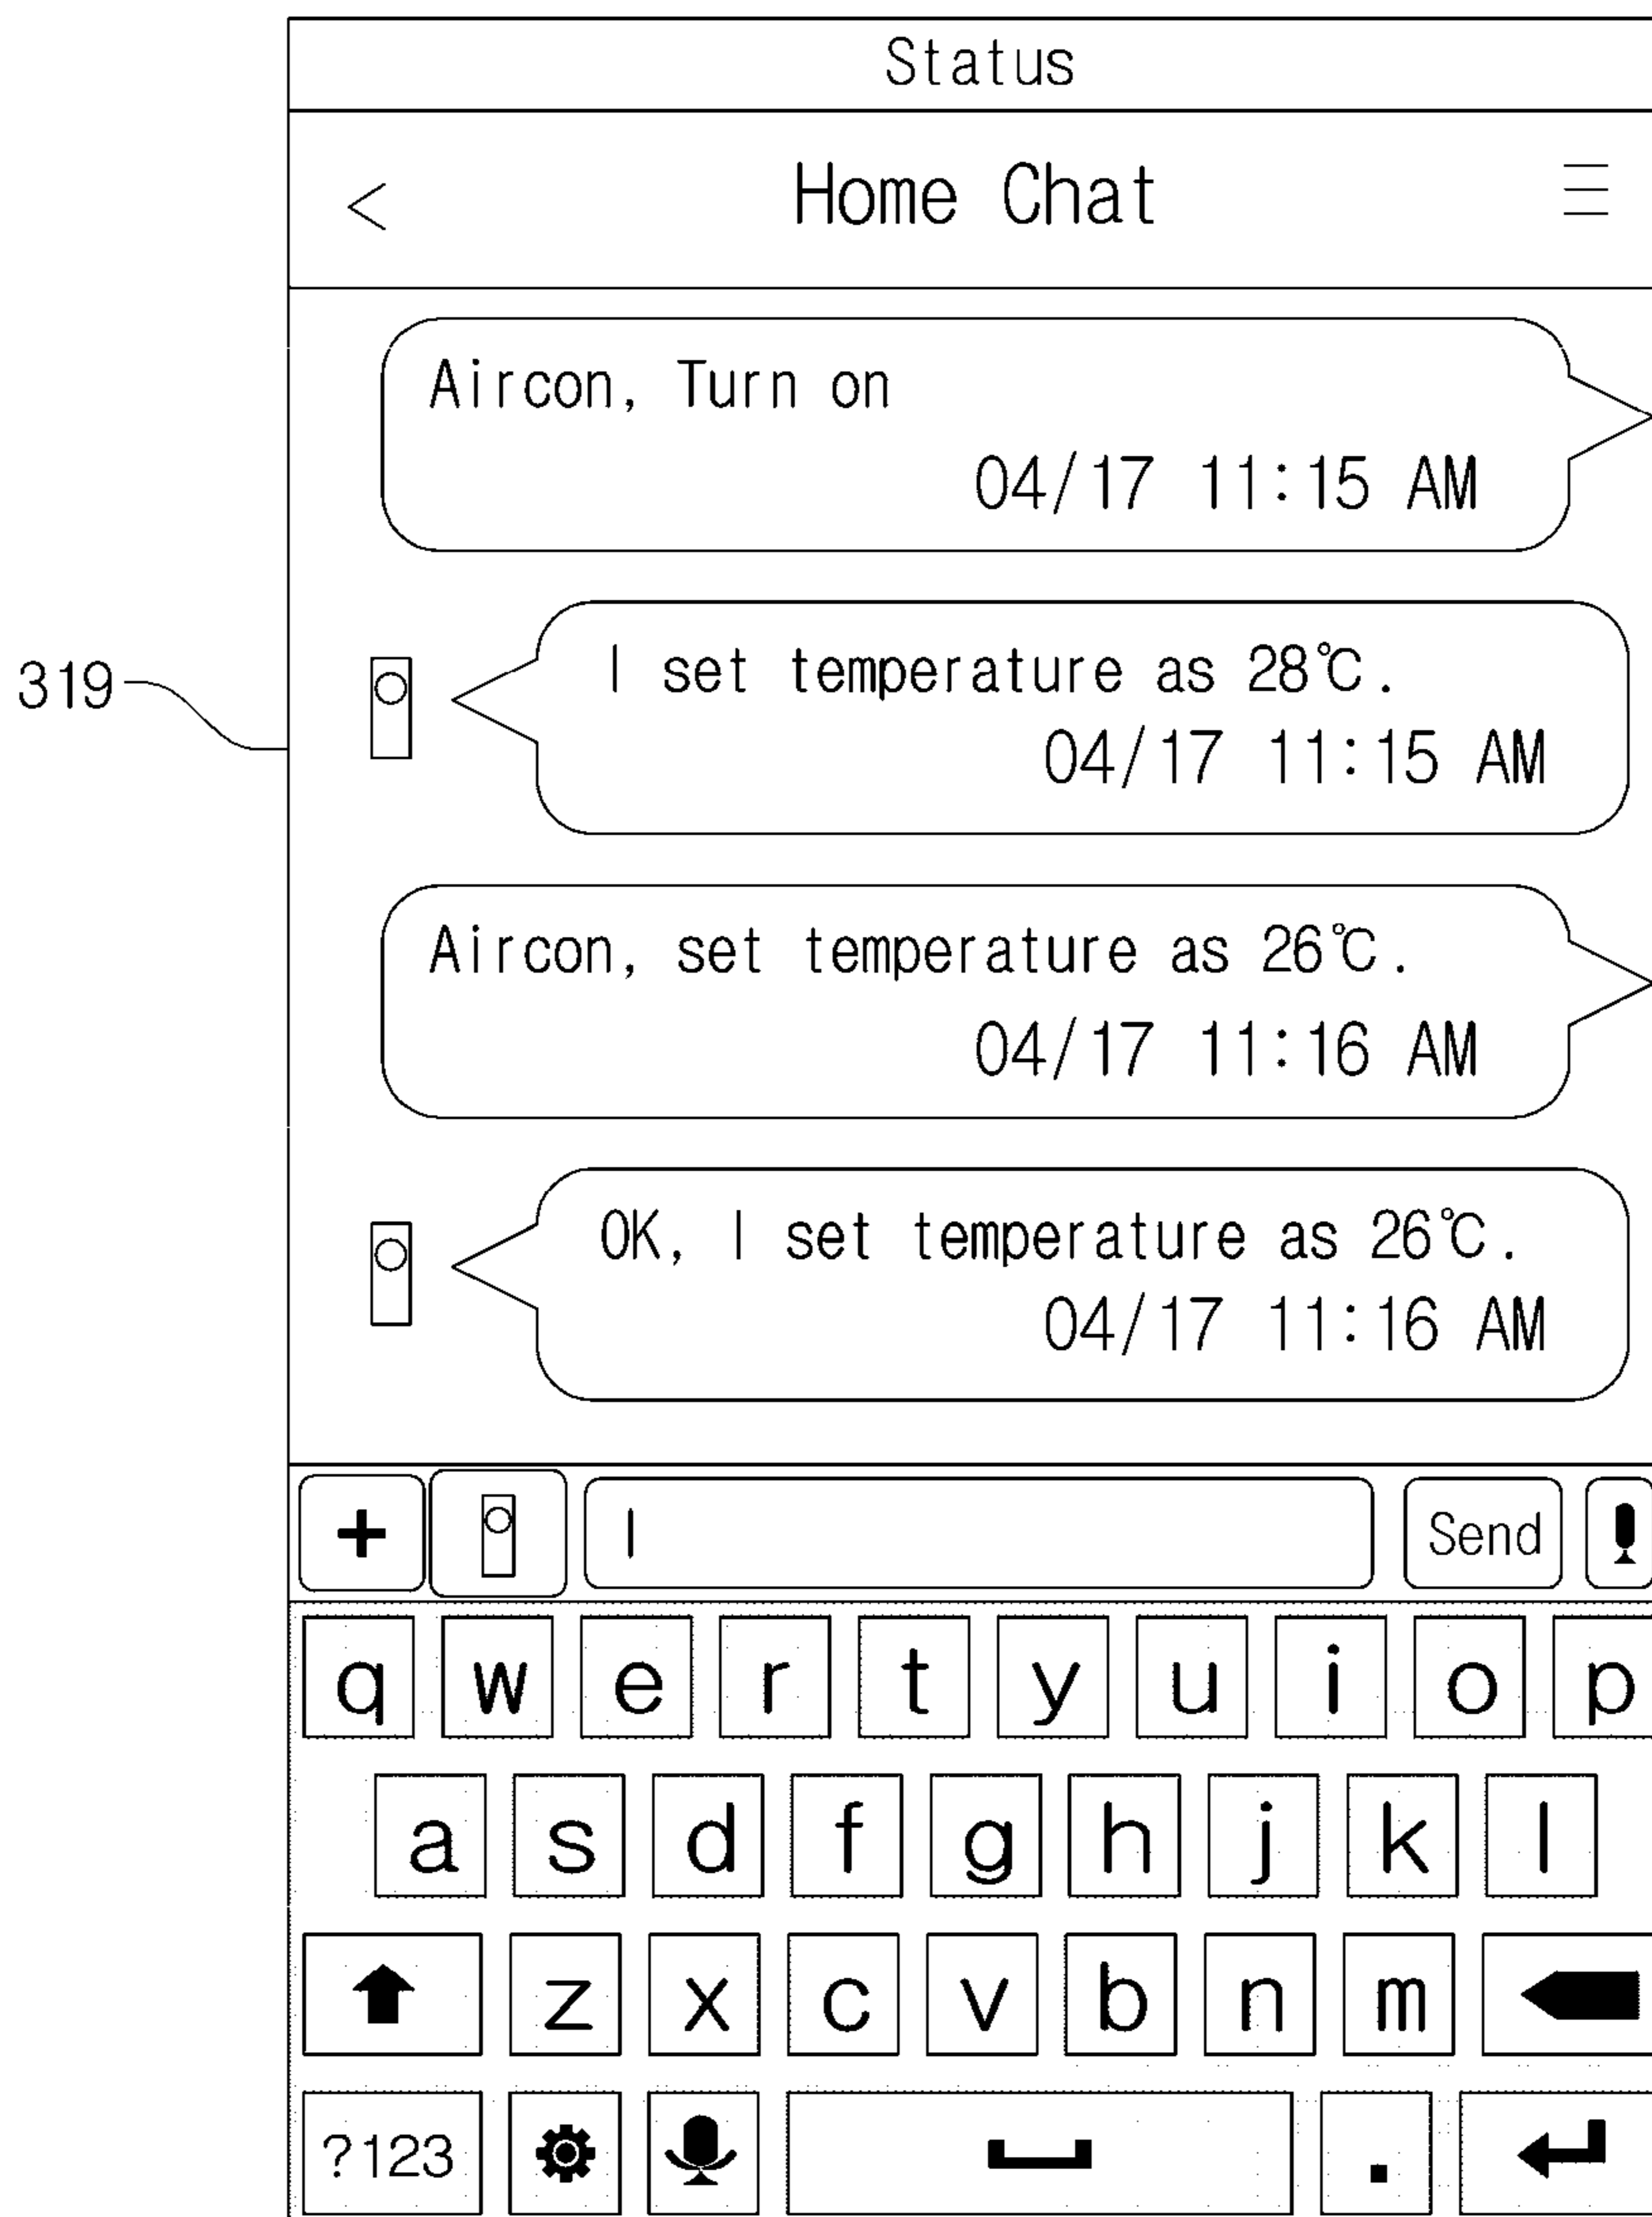 Status
< Home Chat
Aircon, Turn on
04/17 11:15 AM
319
I set temperature as 28℃.
04/17 11:15 AM
Aircon, set temperature as 26℃.
04/17 11:16 AM
OK, I set temperature as 26℃.
04/17 11:16 AM
+ Send
q w e r t y u i o p
a s d f g h j k l
z x c v b n m
?123 .